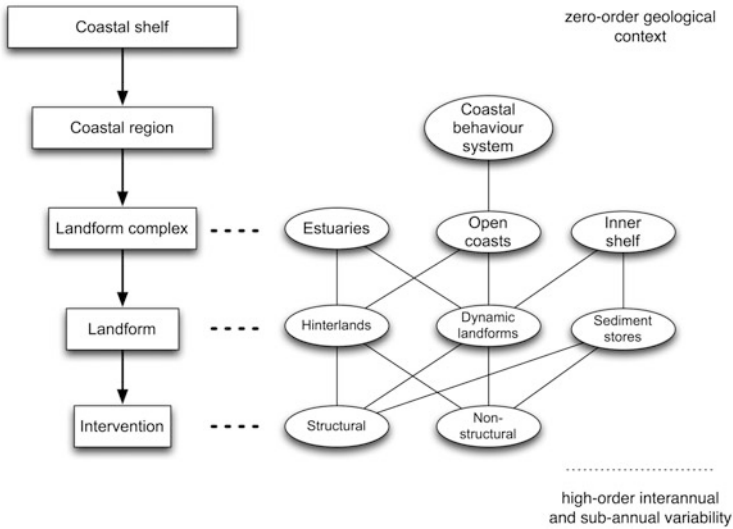 Coastal shelf
zero-order geological
context
Coastal region
Coastal
behaviour
system
Landform complex
Estuaries
Open
coasts
Inner
shelf
Landform
Hinterlands
Dynamic
landforms
Sediment
stores
Intervention
Structural
Non-
structural
high-order interannual
and sub-annual variability